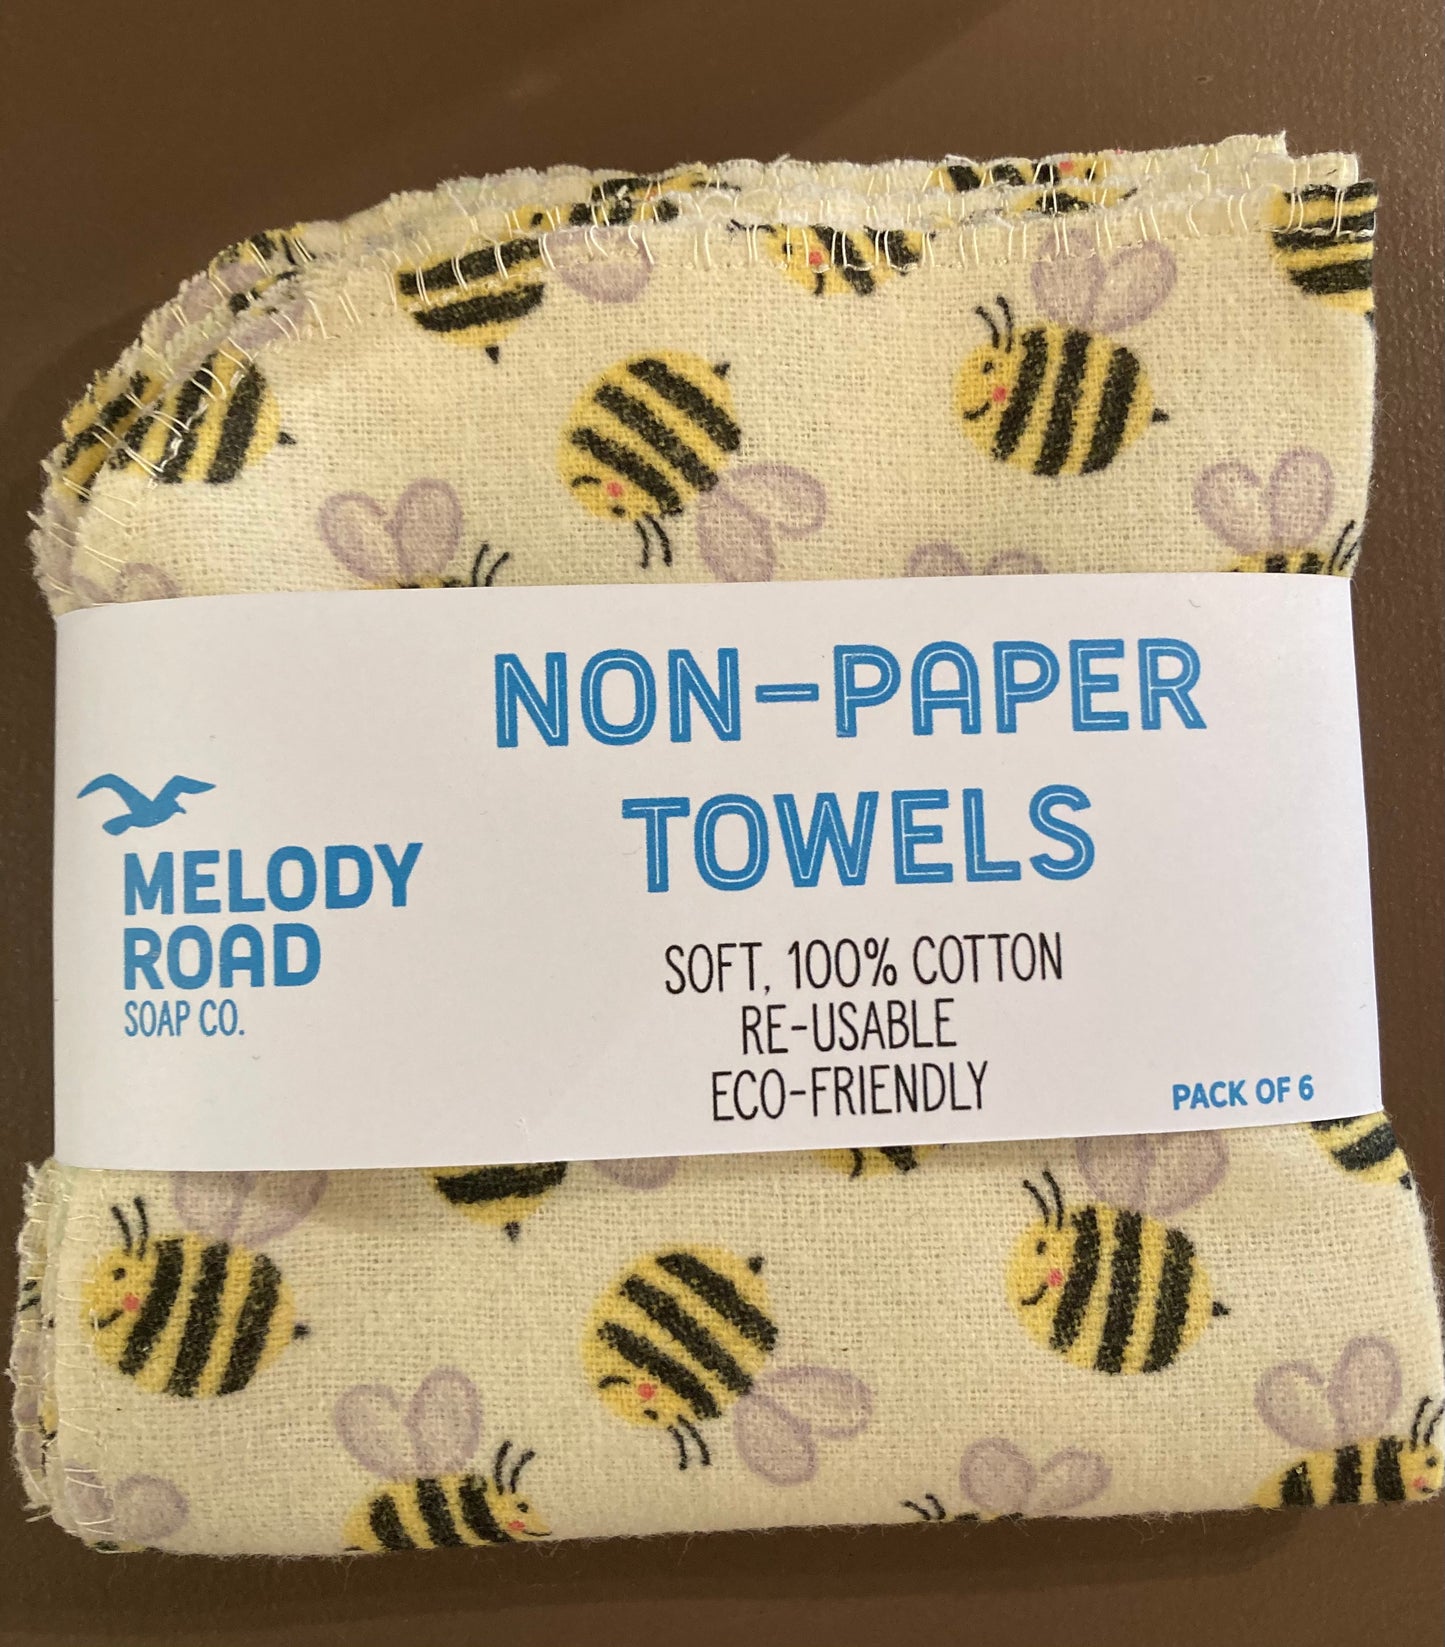 NON-PAPER
TOWELS
MELODY
ROAD
SOAP CO.
SOFT, 100% COTTON
RE-USABLE
ECO-FRIENDLY
PACK OF 6